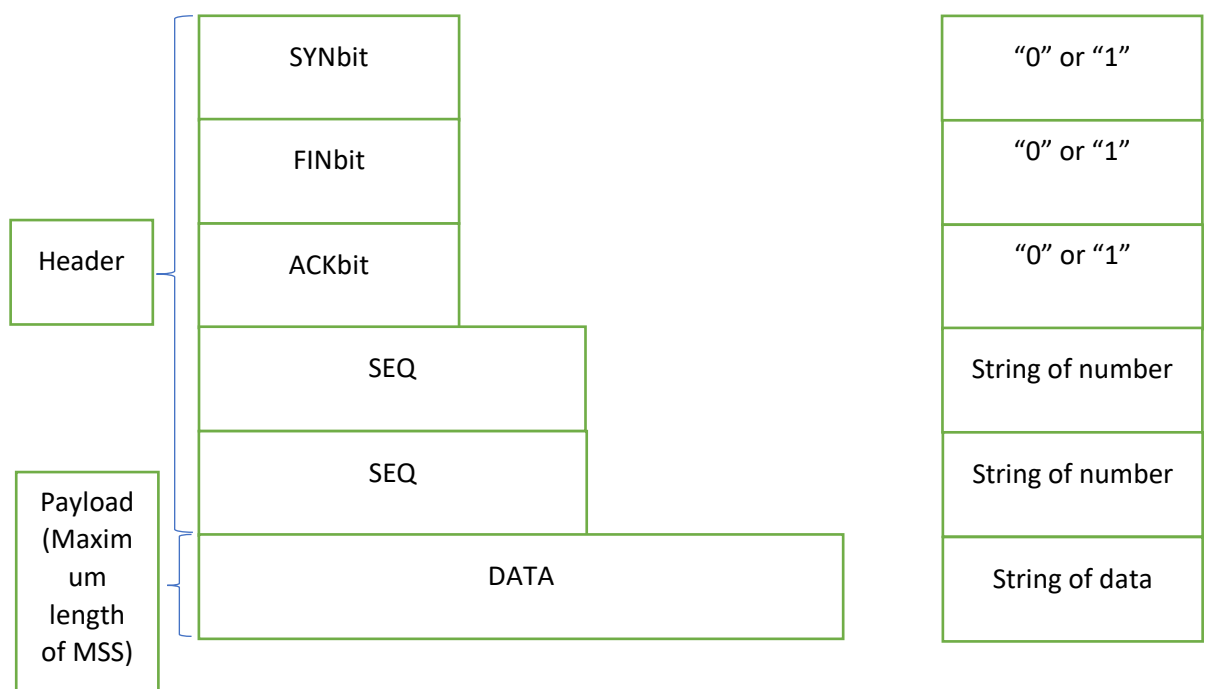 SYNbit
"0" or "1"
FINbit
"0" or "1"
Header
ACKbit
"0" or "1"
SEQ
String of number
SEQ
String of number
Payload
(Maxim
um
length
of MSS)
DATA
String of data